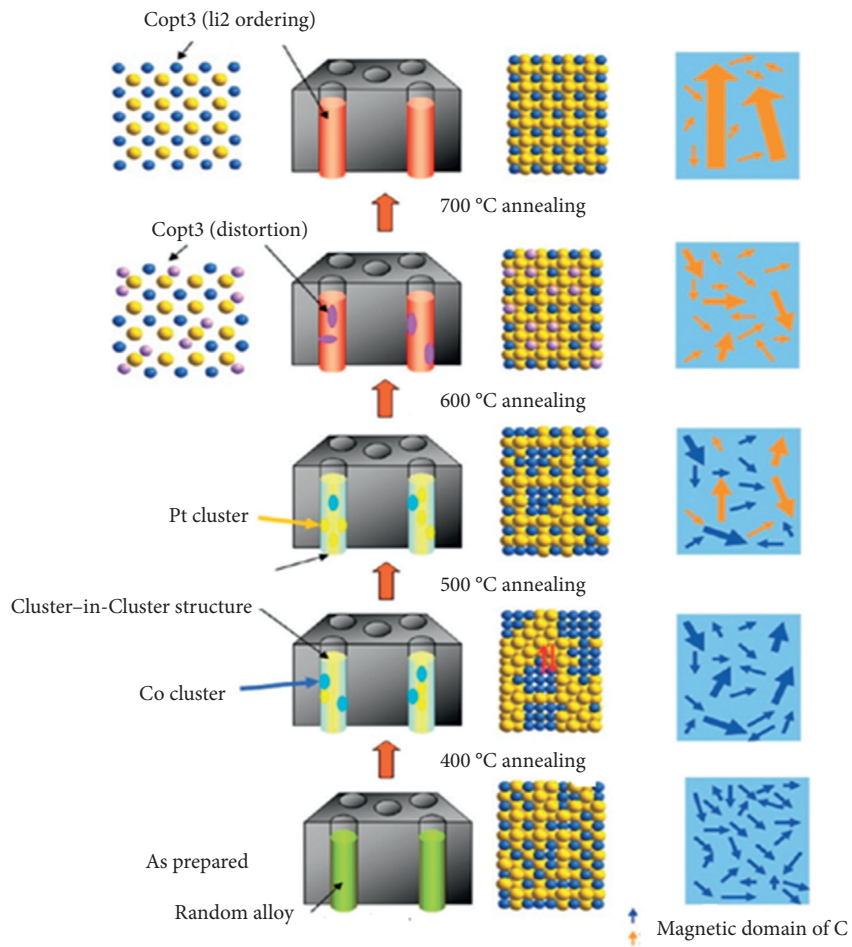 Copt3 (li2 ordering)
700 °C annealing
Copt3 (distortion)
600 °C annealing
Pt cluster
500 °C annealing
Cluster–in-Cluster structure
Co cluster
400 °C annealing
As prepared
Random alloy
Magnetic domain of C